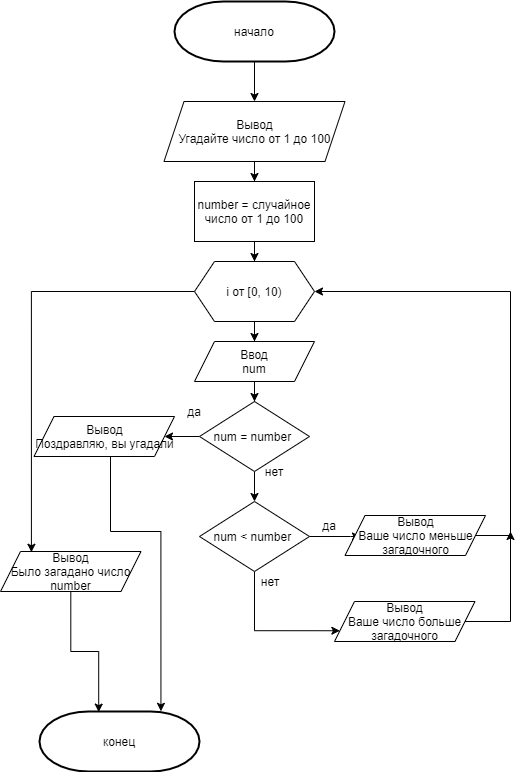 начало
Вывод
Угадайте число от 1 до 100
number = случайное
число от 1 до 100
i от [0, 10)
Ввод
num
да
Вывод
Поздравляю, вы угадали
num = number
нет
num < number
да
Вывод
Ваше число меньше
загадочного
Вывод
Было загадано число
number
нет
Вывод
Ваше число больше
загадочного
конец